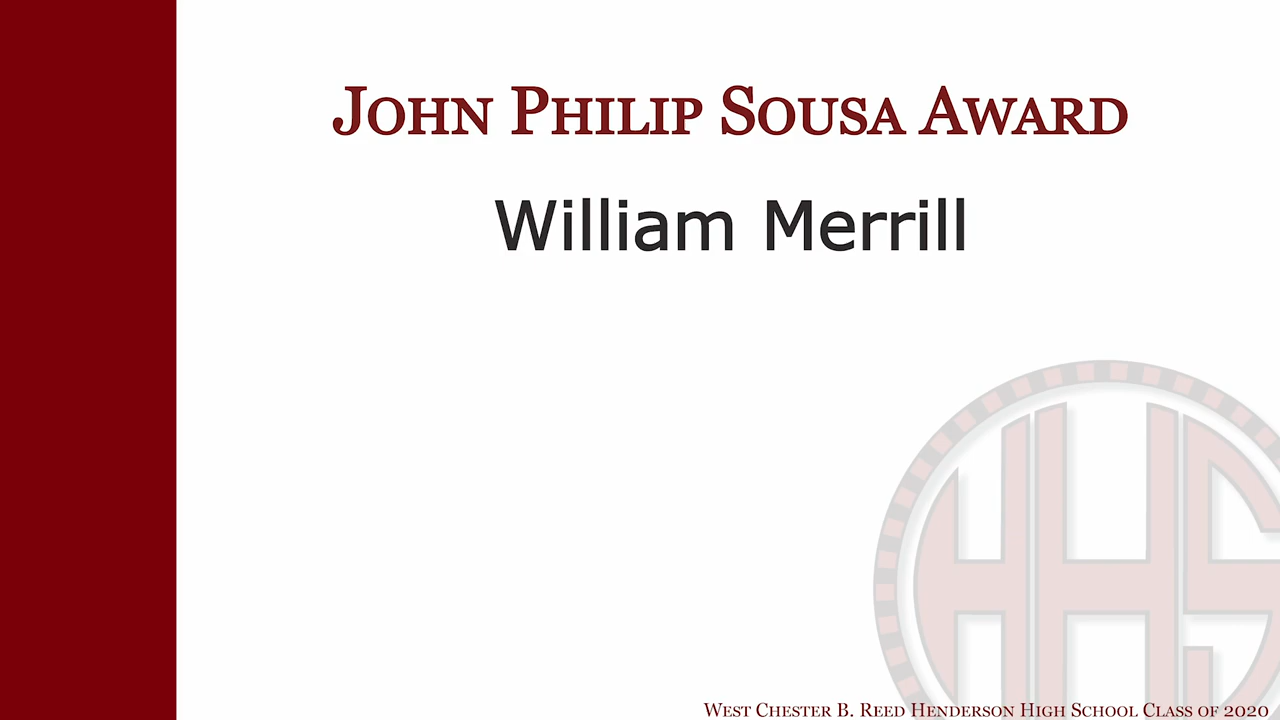 John Philip Sousa Award
William Merrill
HHS
West Chester B. Reed Henderson High School Class of 2020